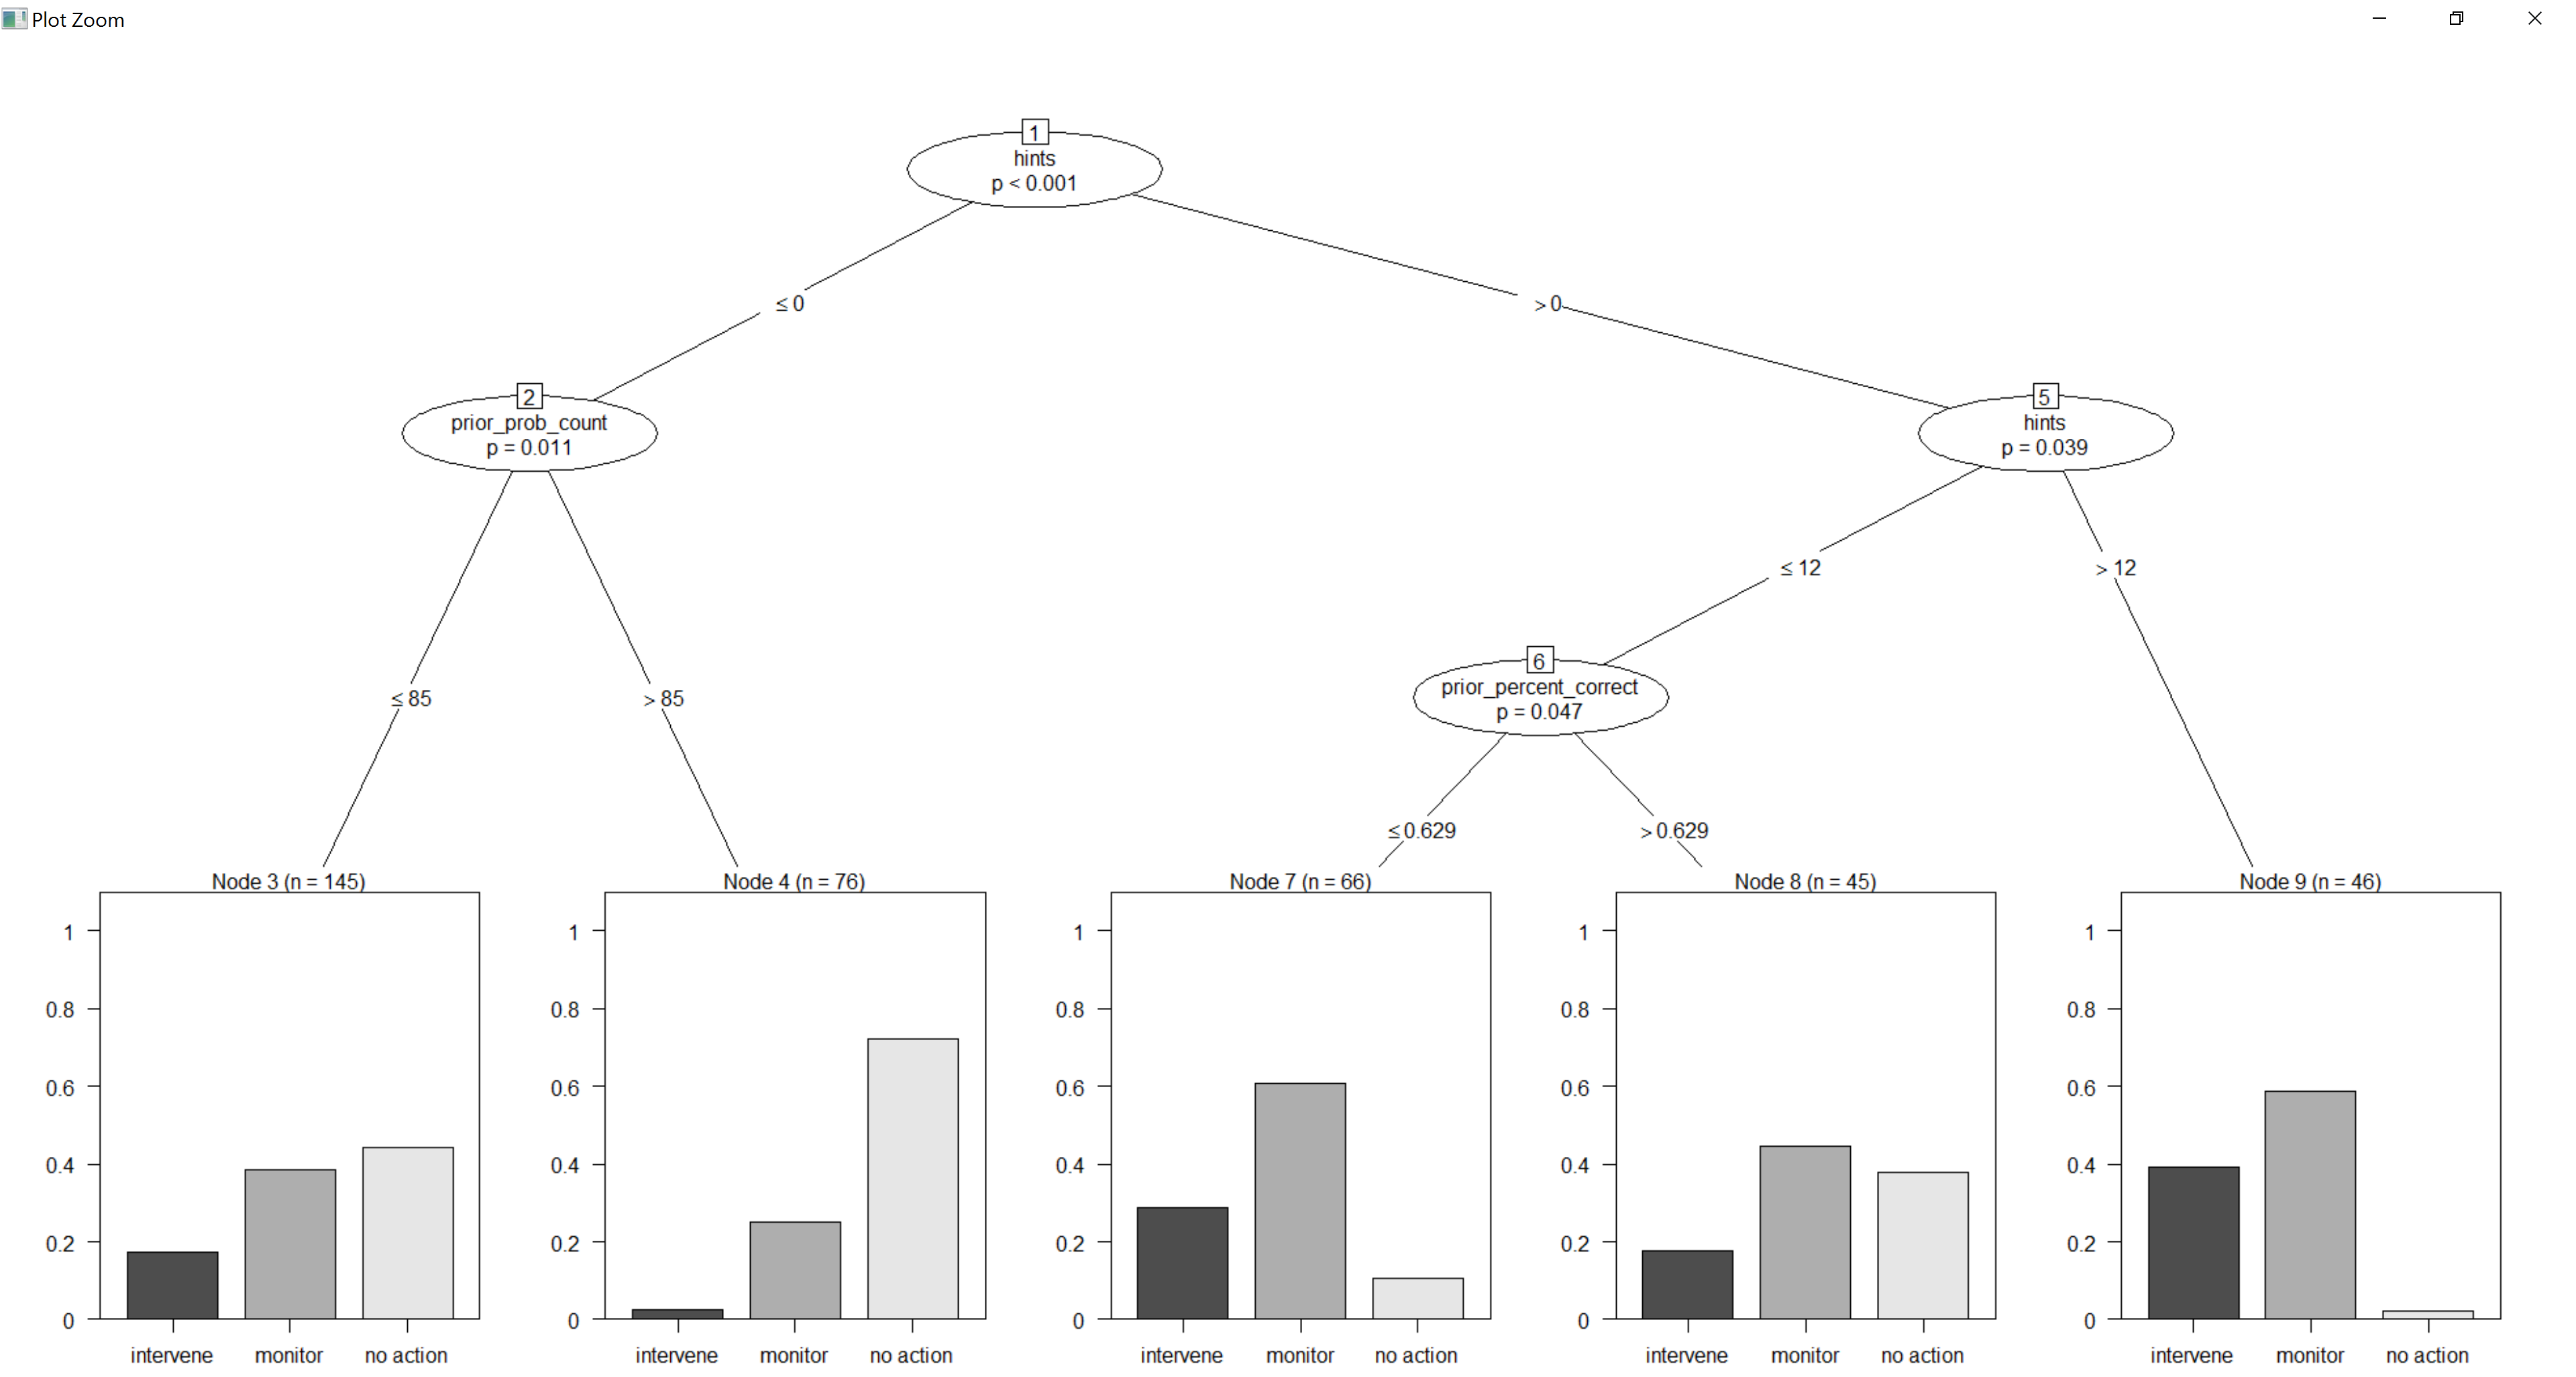 Plot Zoom
1
hints
p < 0.001
≤ 0
> 0
2
prior_prob_count
p = 0.011
5
hints
p = 0.039
≤ 12
> 12
6
prior_percent_correct
p = 0.047
≤ 85
> 85
≤ 0.629
> 0.629
Node 3 (n = 145)
Node 4 (n = 76)
Node 7 (n = 66)
Node 8 (n = 45)
Node 9 (n = 46)
1
0.8
0.6
0.4
0.2
0
intervene monitor no action
1
0.8
0.6
0.4
0.2
0
intervene monitor no action
1
0.8
0.6
0.4
0.2
0
intervene monitor no action
1
0.8
0.6
0.4
0.2
0
intervene monitor no action
1
0.8
0.6
0.4
0.2
0
intervene monitor no action